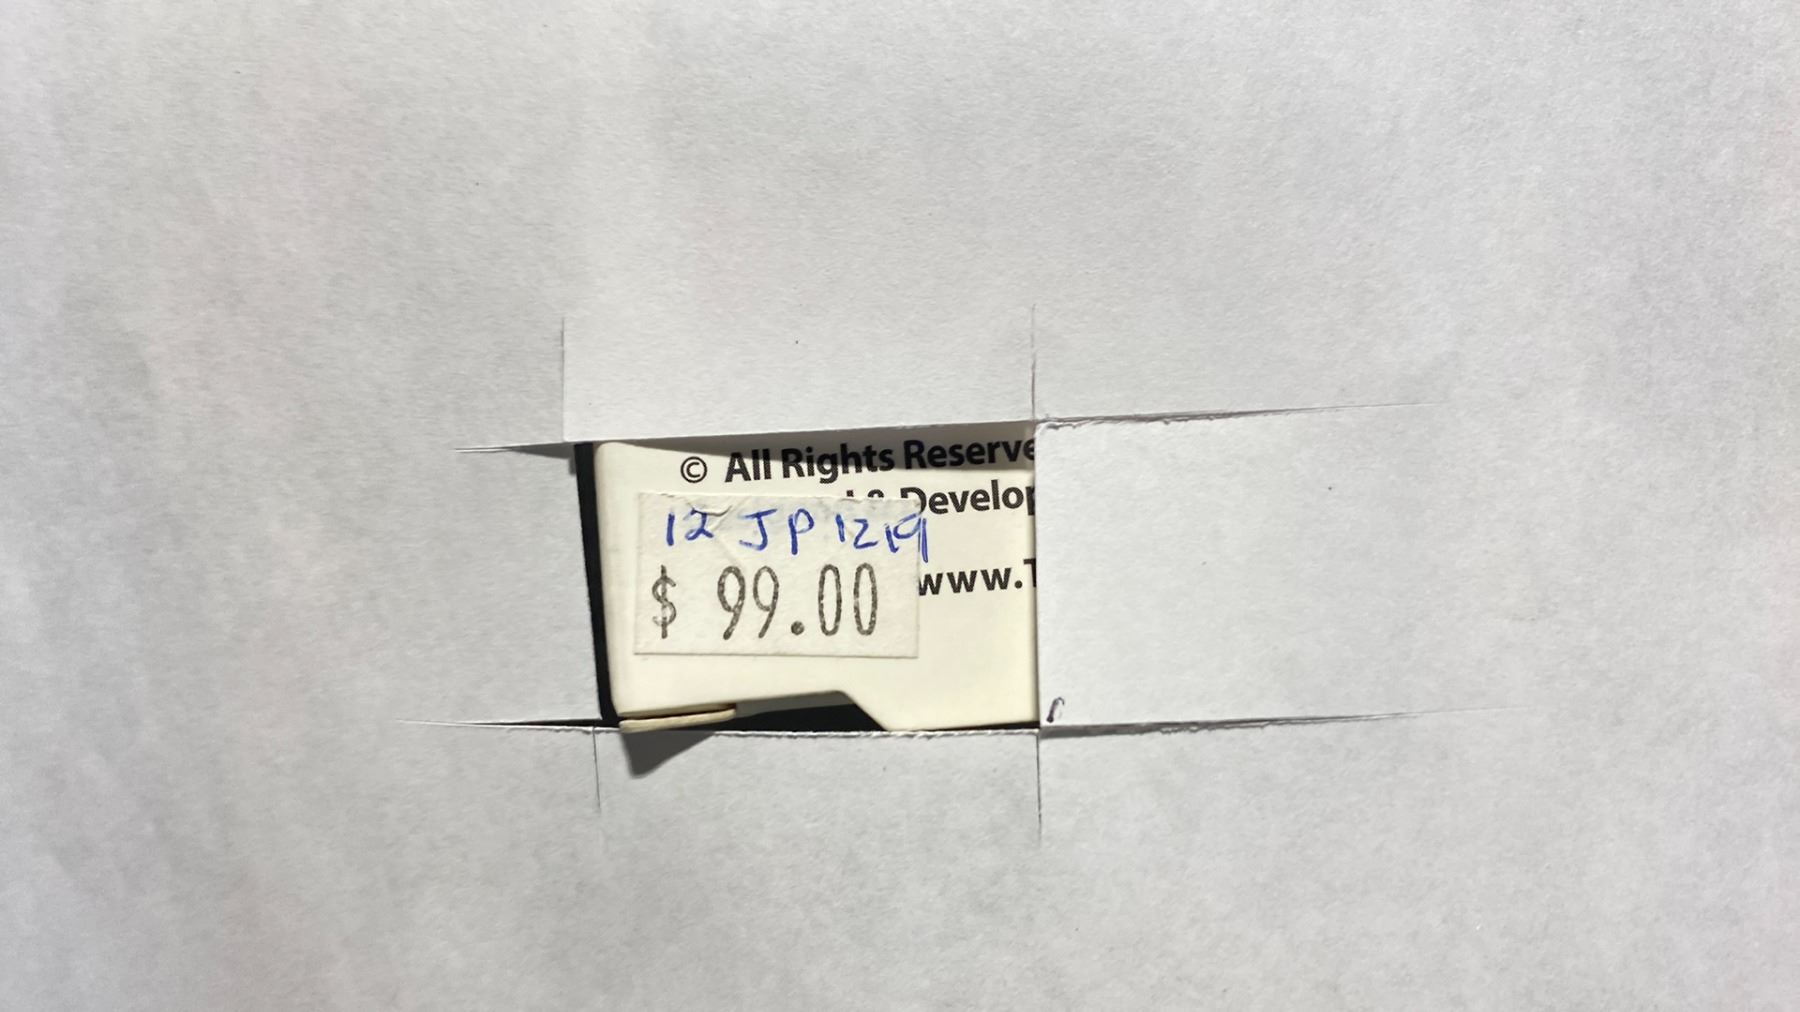 © All Rights Reserve
& Develop
12 JP 1219
www.T
$ 99.00